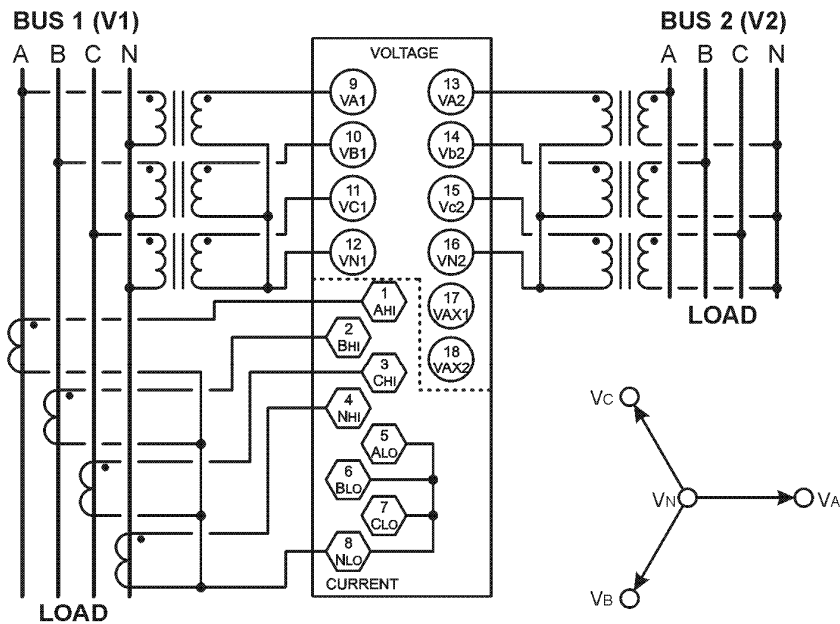 BUS 1 (V1)
BUS 2 (V2)
A B C N
A B C N
VOLTAGE
9
VA1
13
VA2
10
VB1
14
Vb2
11
VC1
15
Vc2
12
VN1
16
VN2
1
AHI
17
VAX1
2
BHI
3
CHI
18
VAX2
4
NHI
5
ALO
6
BLO
7
CLO
8
NLO
CURRENT
LOAD
LOAD
VC
VN
VA
VB